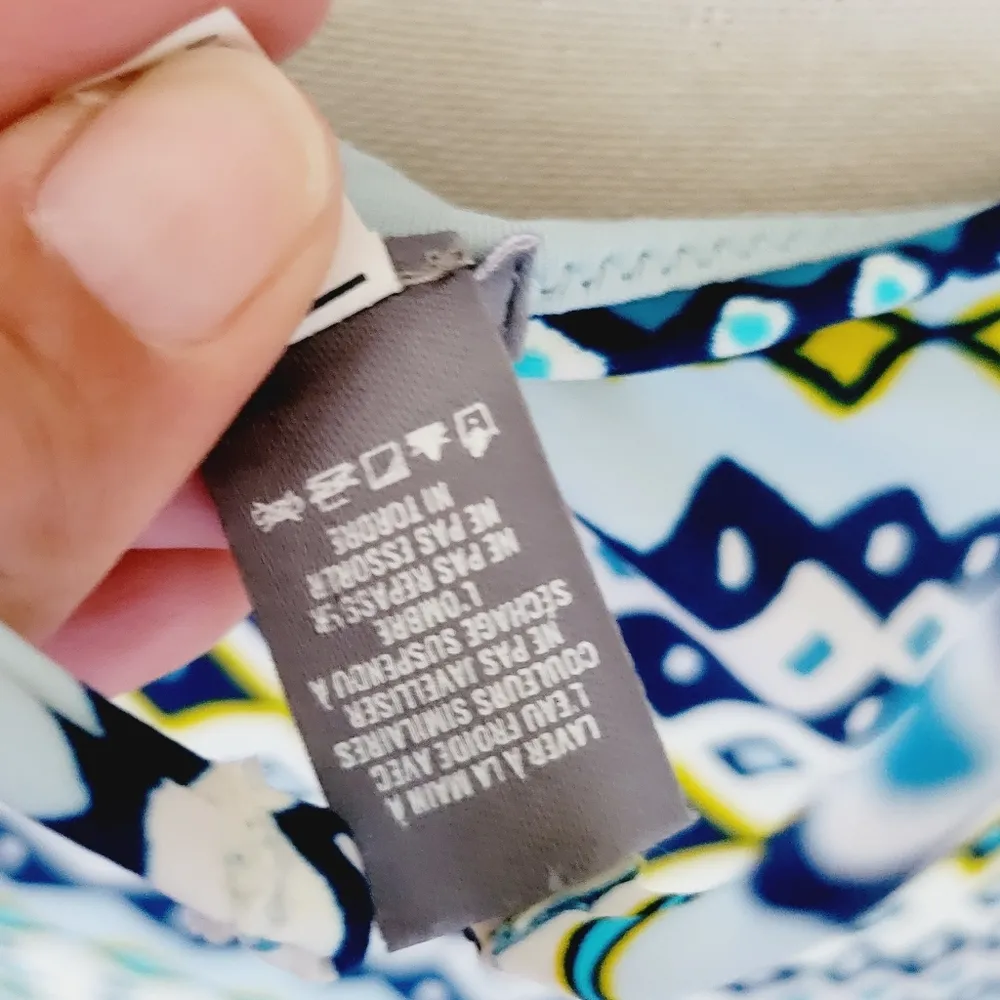 LAVER À LA MAIN À
L'EAU FROIDE AVEC
COULEURS SIMILAIRES
NE PAS JAVELLISER
SÉCHAGE SUSPENDU À
L'OMBRE
NE PAS REPASSER
NE PAS ESSORER
NI TORDRE